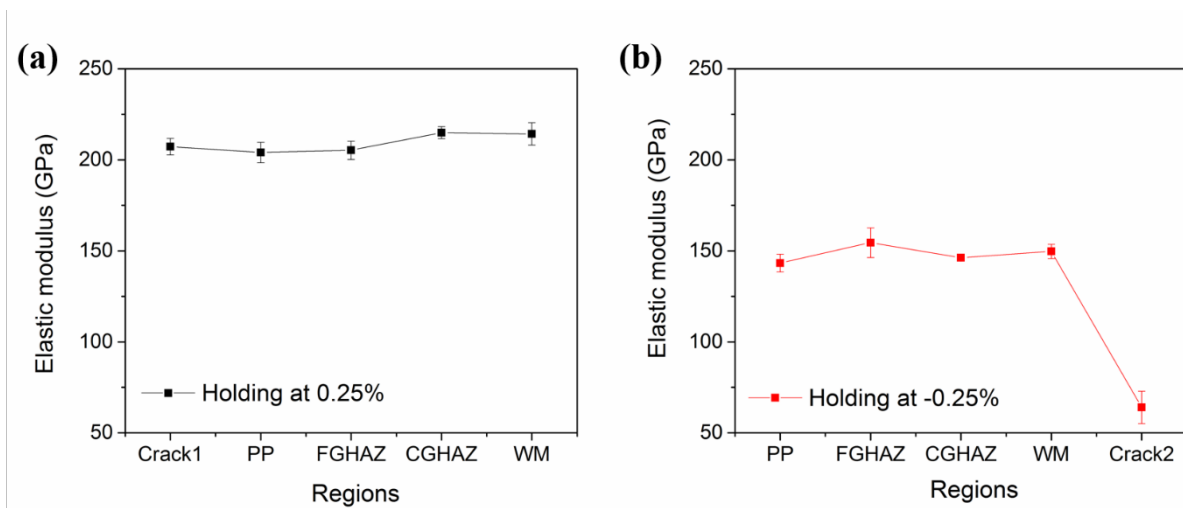 (a)
250
200
150
100
50
Elastic modulus (GPa)
Holding at 0.25%
Crack1 PP FGHAZ CGHAZ WM
Regions
(b)
250
200
150
100
50
Elastic modulus (GPa)
Holding at -0.25%
PP FGHAZ CGHAZ WM Crack2
Regions